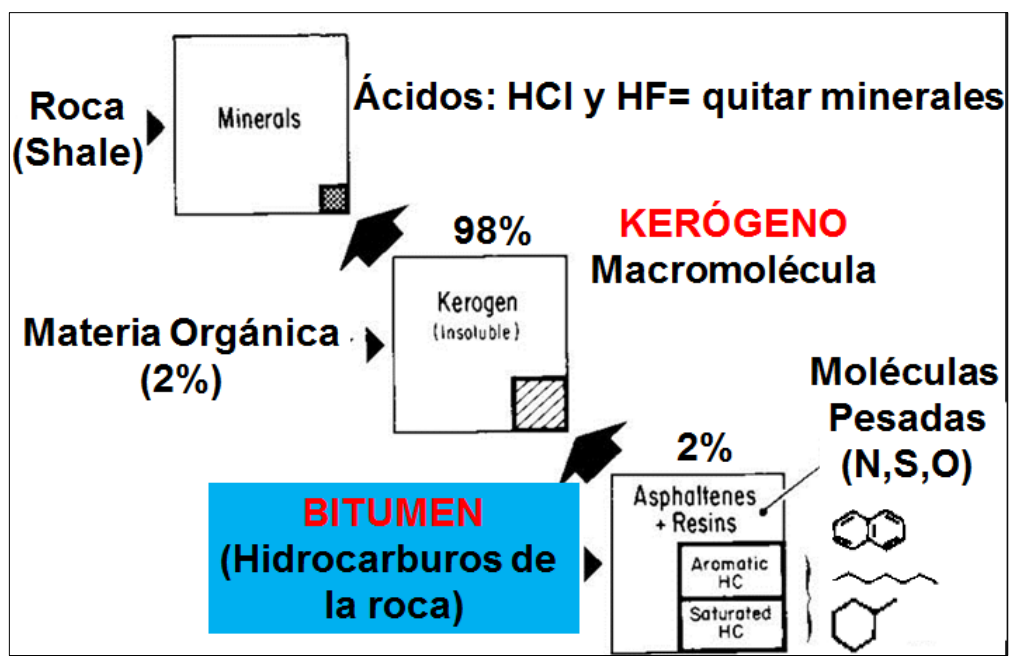 Roca
(Shale)
Minerals
Ácidos: HCl y HF= quitar minerales
98%
KERÓGENO
Macromolécula
Kerogen
(Insoluble)
Materia Orgánica
(2%)
Moléculas
Pesadas
(N,S,O)
2%
BITUMEN
(Hidrocarburos de
la roca)
Asphaltenes
+ Resins
Aromatic
HC
Saturated
HC